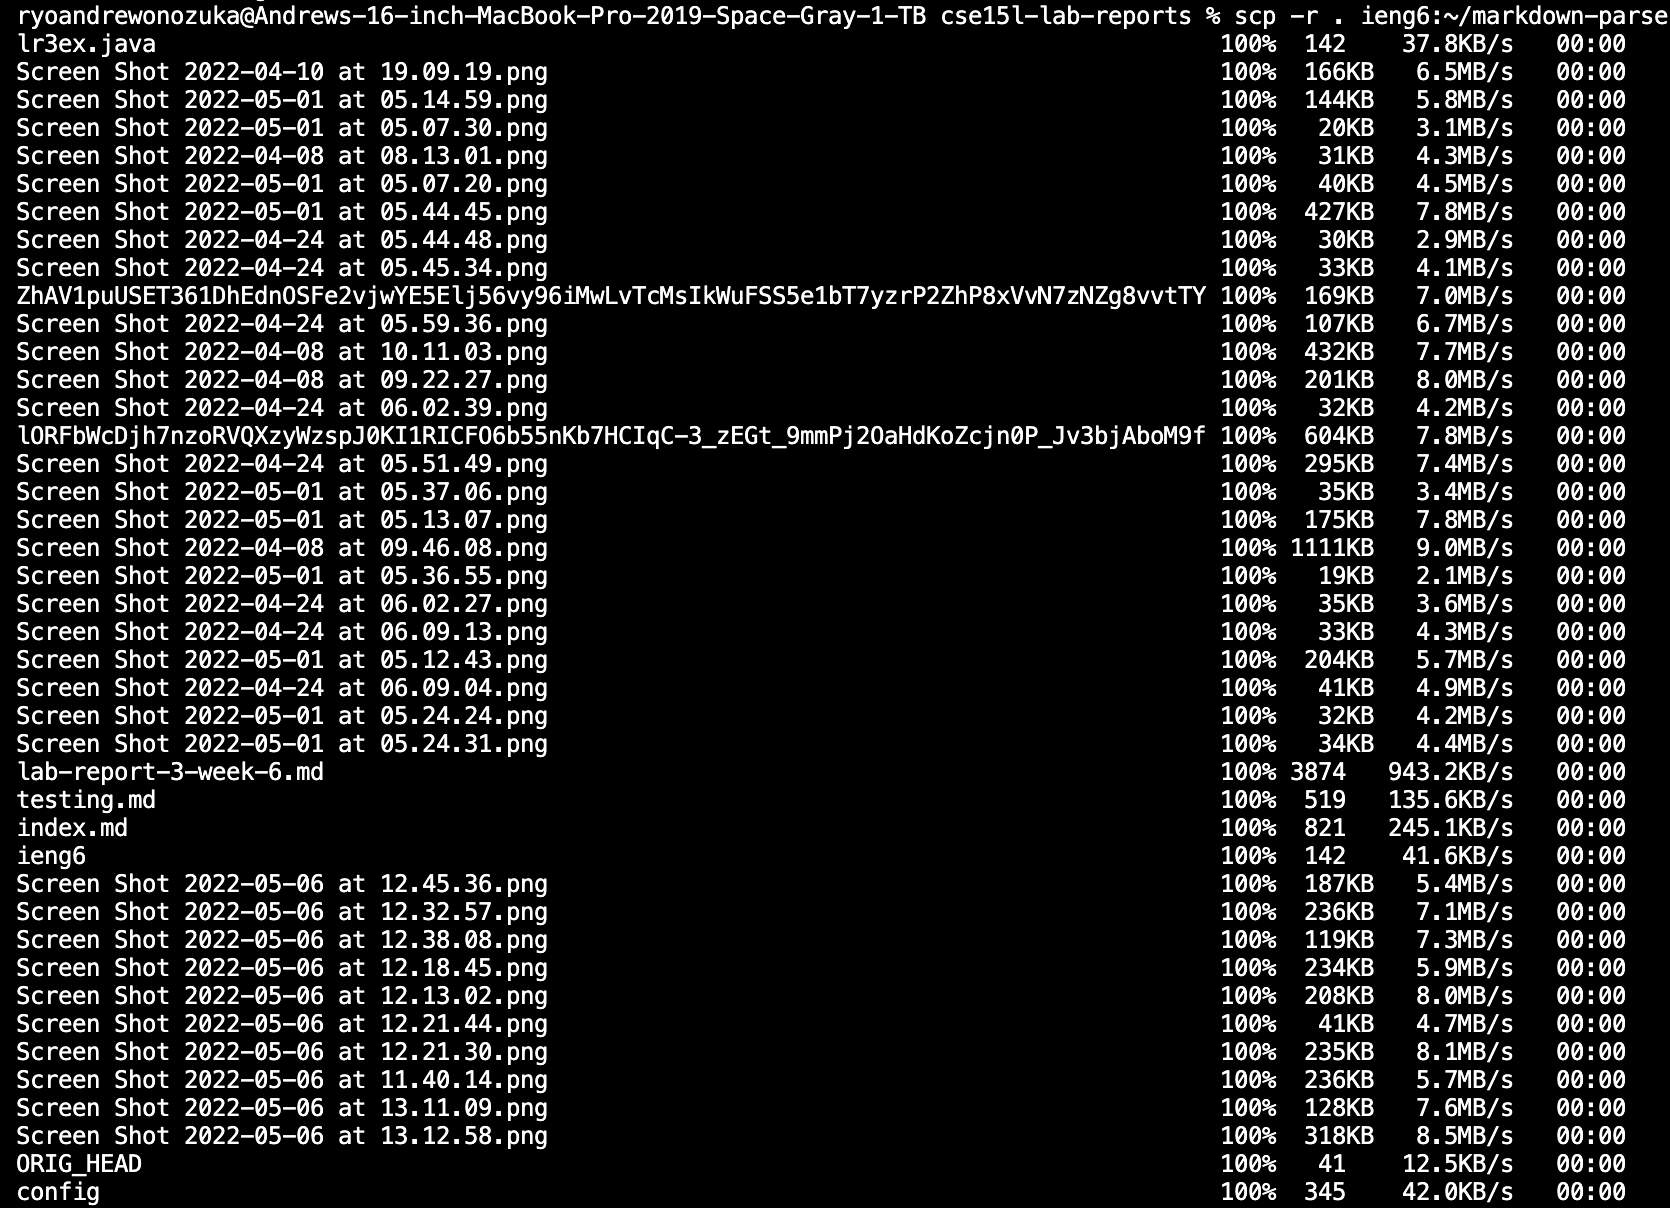 ryoandrewonozuka@Andrews-16-inch-MacBook-Pro-2019-Space-Gray-1-TB cse15l-lab-reports % scp -r . ieng6:~/markdown-parse
lr3ex.java 100% 142 37.8KB/s 00:00
Screen Shot 2022-04-10 at 19.09.19.png 100% 166KB 6.5MB/s 00:00
Screen Shot 2022-05-01 at 05.14.59.png 100% 144KB 5.8MB/s 00:00
Screen Shot 2022-05-01 at 05.07.30.png 100% 20KB 3.1MB/s 00:00
Screen Shot 2022-04-08 at 08.13.01.png 100% 31KB 4.3MB/s 00:00
Screen Shot 2022-05-01 at 05.07.20.png 100% 40KB 4.5MB/s 00:00
Screen Shot 2022-05-01 at 05.44.45.png 100% 427KB 7.8MB/s 00:00
Screen Shot 2022-04-24 at 05.44.48.png 100% 30KB 2.9MB/s 00:00
Screen Shot 2022-04-24 at 05.45.34.png 100% 33KB 4.1MB/s 00:00
ZhAV1puUSET361DhEdnOSFe2vjwYE5Elj56vy96iMwLvTcMsIkWuFSS5e1bT7yzrP2ZhP8xVvN7zNZg8vvtTY 100% 169KB 7.0MB/s 00:00
Screen Shot 2022-04-24 at 05.59.36.png 100% 107KB 6.7MB/s 00:00
Screen Shot 2022-04-08 at 10.11.03.png 100% 432KB 7.7MB/s 00:00
Screen Shot 2022-04-08 at 09.22.27.png 100% 201KB 8.0MB/s 00:00
Screen Shot 2022-04-24 at 06.02.39.png 100% 32KB 4.2MB/s 00:00
lORFbWcDjh7nzoRVQXzyWzspJ0KI1RICFO6b55nKb7HCIqC-3_zEGt_9mmPj2OaHdKoZcjn0P_Jv3bjAboM9f 100% 604KB 7.8MB/s 00:00
Screen Shot 2022-04-24 at 05.51.49.png 100% 295KB 7.4MB/s 00:00
Screen Shot 2022-05-01 at 05.37.06.png 100% 35KB 3.4MB/s 00:00
Screen Shot 2022-05-01 at 05.13.07.png 100% 175KB 7.8MB/s 00:00
Screen Shot 2022-04-08 at 09.46.08.png 100% 1111KB 9.0MB/s 00:00
Screen Shot 2022-05-01 at 05.36.55.png 100% 19KB 2.1MB/s 00:00
Screen Shot 2022-04-24 at 06.02.27.png 100% 35KB 3.6MB/s 00:00
Screen Shot 2022-04-24 at 06.09.13.png 100% 33KB 4.3MB/s 00:00
Screen Shot 2022-05-01 at 05.12.43.png 100% 204KB 5.7MB/s 00:00
Screen Shot 2022-04-24 at 06.09.04.png 100% 41KB 4.9MB/s 00:00
Screen Shot 2022-05-01 at 05.24.24.png 100% 32KB 4.2MB/s 00:00
Screen Shot 2022-05-01 at 05.24.31.png 100% 34KB 4.4MB/s 00:00
lab-report-3-week-6.md 100% 3874 943.2KB/s 00:00
testing.md 100% 519 135.6KB/s 00:00
index.md 100% 821 245.1KB/s 00:00
ieng6 100% 142 41.6KB/s 00:00
Screen Shot 2022-05-06 at 12.45.36.png 100% 187KB 5.4MB/s 00:00
Screen Shot 2022-05-06 at 12.32.57.png 100% 236KB 7.1MB/s 00:00
Screen Shot 2022-05-06 at 12.38.08.png 100% 119KB 7.3MB/s 00:00
Screen Shot 2022-05-06 at 12.18.45.png 100% 234KB 5.9MB/s 00:00
Screen Shot 2022-05-06 at 12.13.02.png 100% 208KB 8.0MB/s 00:00
Screen Shot 2022-05-06 at 12.21.44.png 100% 41KB 4.7MB/s 00:00
Screen Shot 2022-05-06 at 12.21.30.png 100% 235KB 8.1MB/s 00:00
Screen Shot 2022-05-06 at 11.40.14.png 100% 236KB 5.7MB/s 00:00
Screen Shot 2022-05-06 at 13.11.09.png 100% 128KB 7.6MB/s 00:00
Screen Shot 2022-05-06 at 13.12.58.png 100% 318KB 8.5MB/s 00:00
ORIG_HEAD 100% 41 12.5KB/s 00:00
config 100% 345 42.0KB/s 00:00